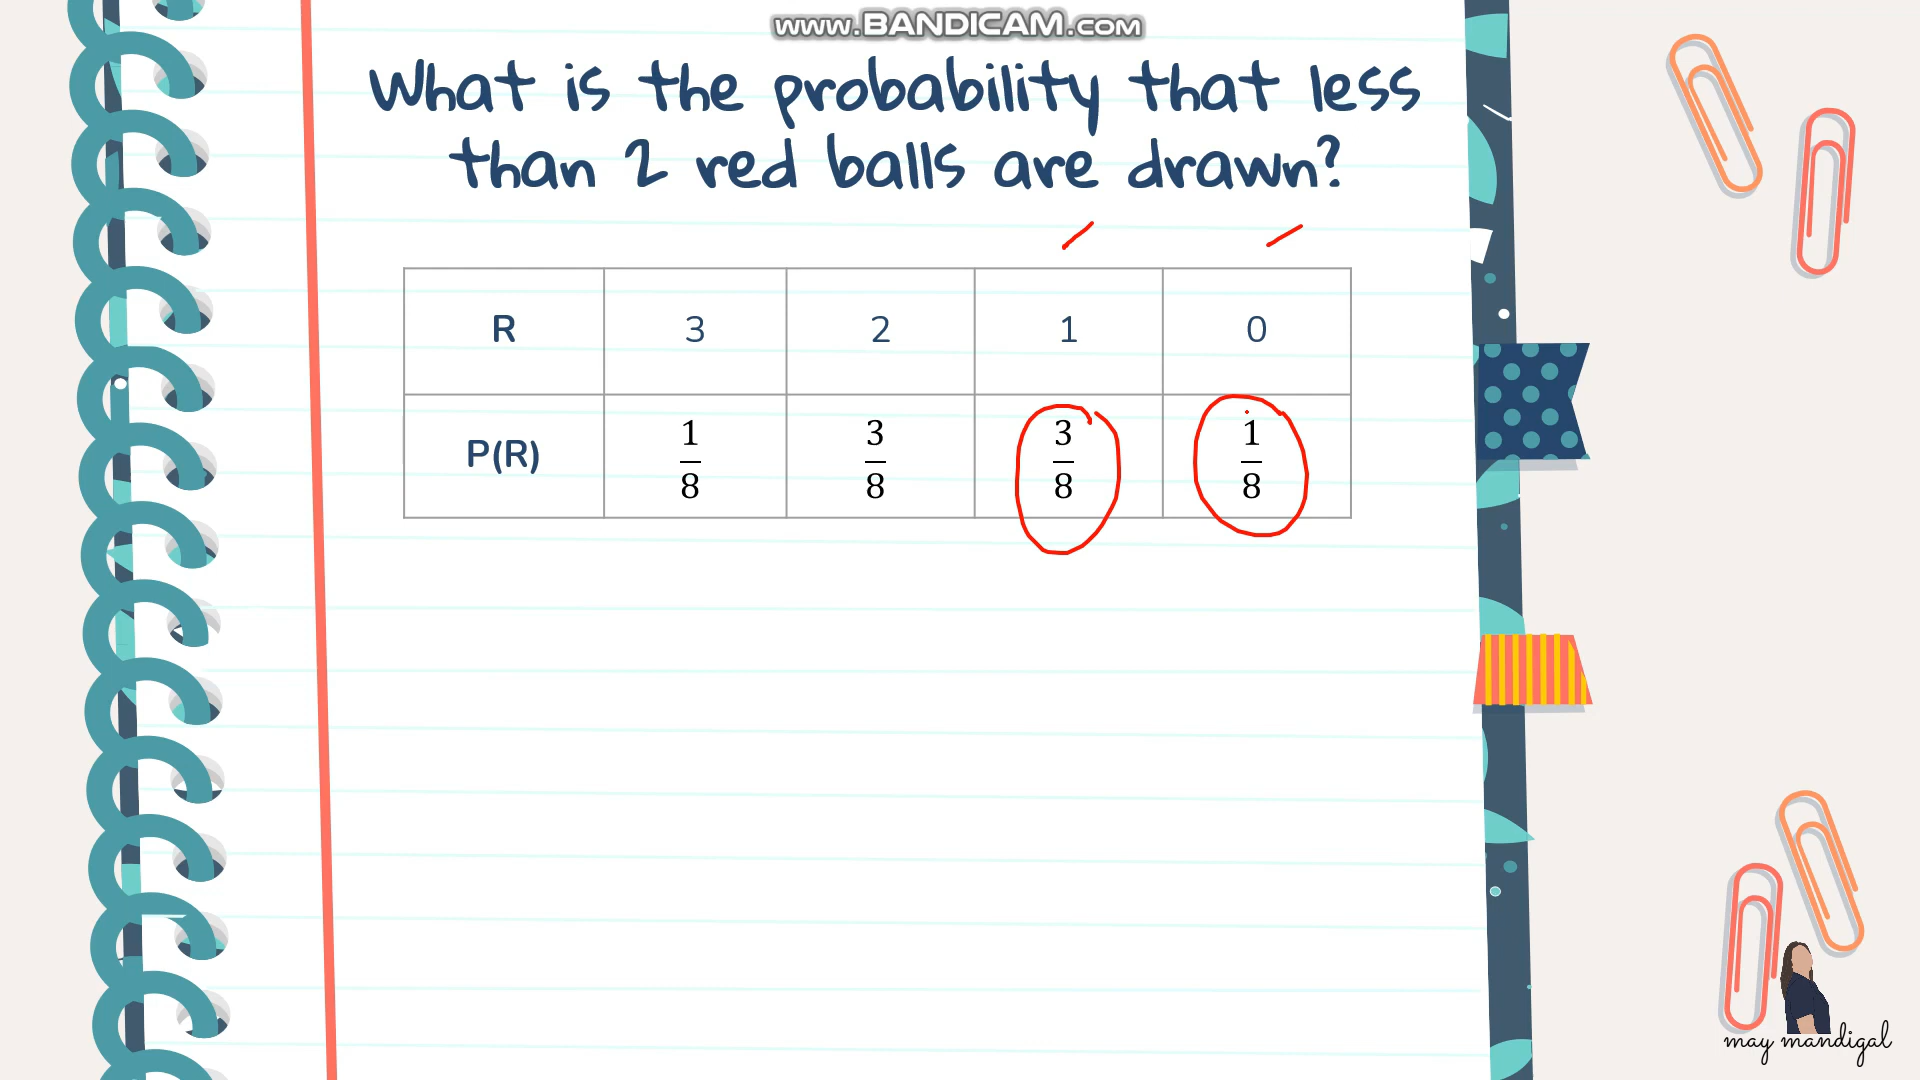 www.BANDICAM.com
What is the probability that less
than 2 red balls are drawn?
R 3 2 1 0
P(R) 1/8 3/8 3/8 1/8
may mandigal